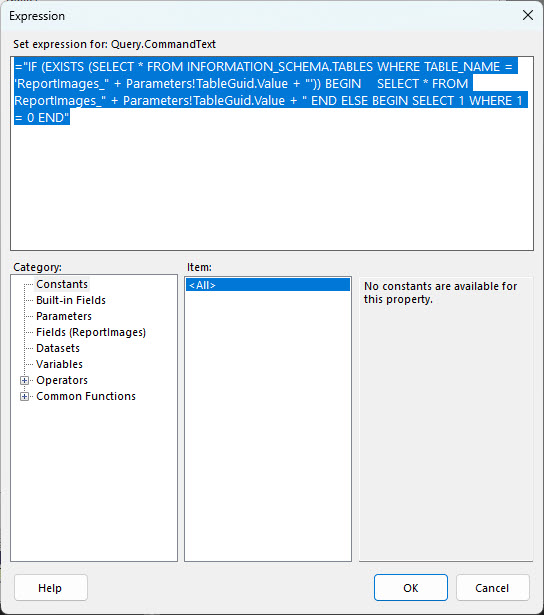 Expression
Set expression for: Query.CommandText
="IF (EXISTS (SELECT * FROM INFORMATION_SCHEMA.TABLES WHERE TABLE_NAME =
'ReportImages_" + Parameters!TableGuid.Value + "')) BEGIN    SELECT * FROM
ReportImages_" + Parameters!TableGuid.Value + " END ELSE BEGIN SELECT 1 WHERE 1
= 0 END"
Category:
Constants
Built-in Fields
Parameters
Fields (ReportImages)
Datasets
Variables
Operators
Common Functions
Item:
<All>
No constants are available for
this property.
Help
OK
Cancel